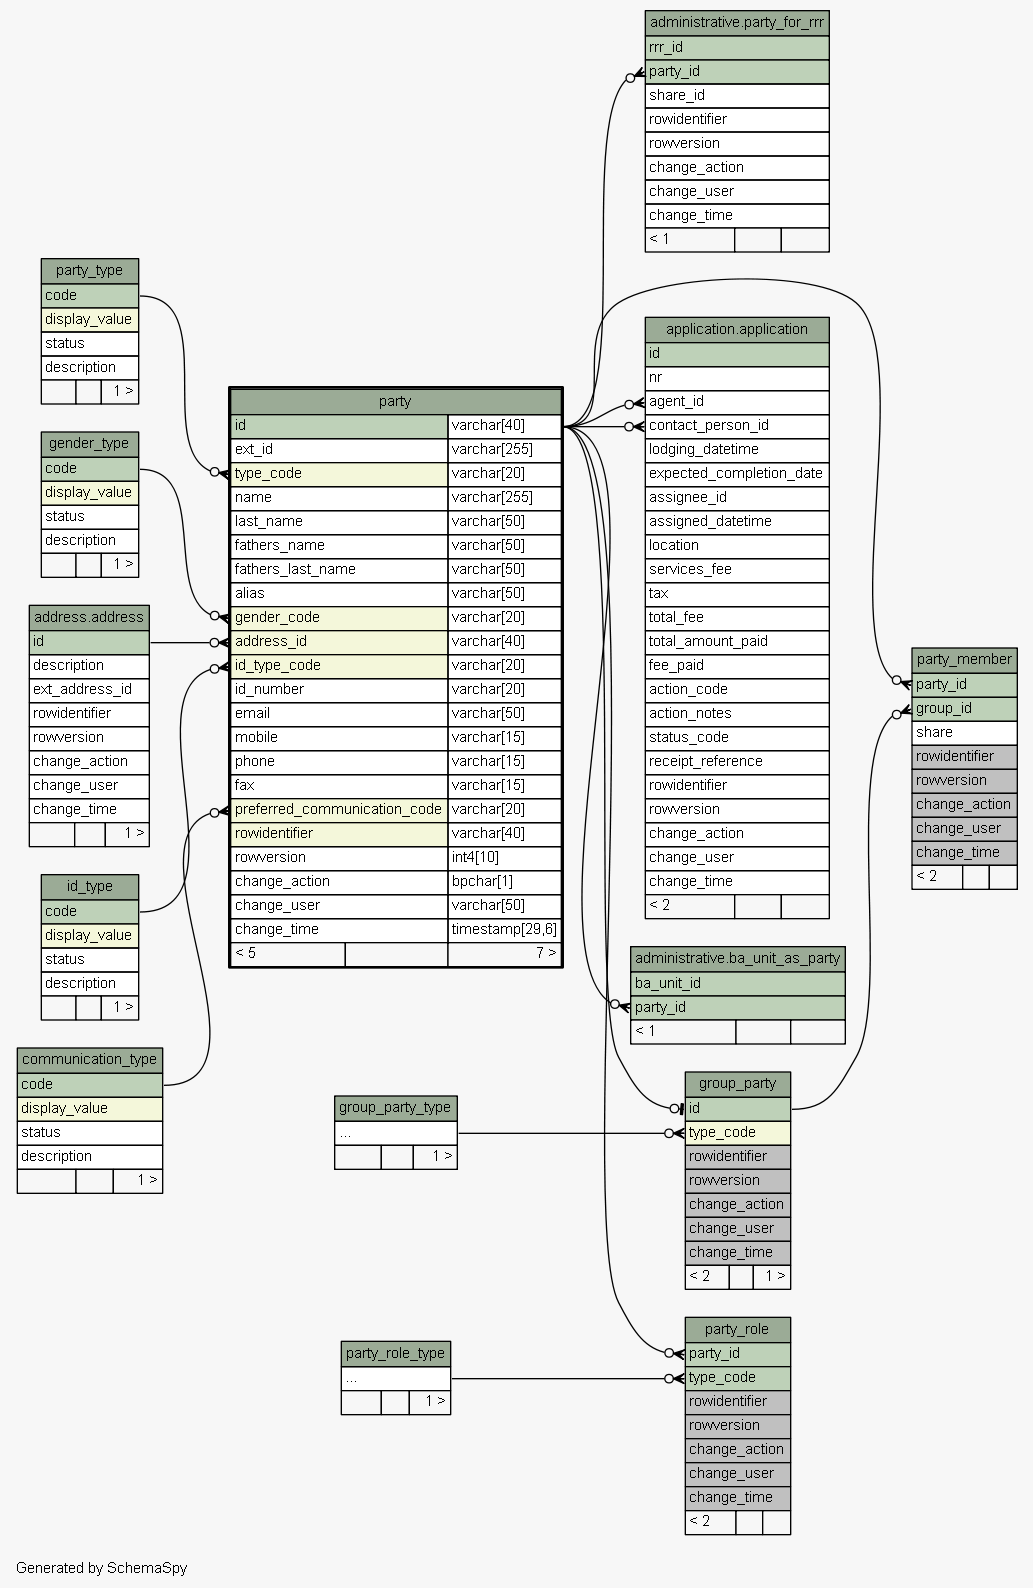 administrative.party_for_rrr
rrr_id
party_id
share_id
rowidentifier
rowversion
change_action
change_user
change_time
< 1
party_type
code
display_value
status
description
1 >
gender_type
code
display_value
status
description
1 >
address.address
id
description
ext_address_id
rowidentifier
rowversion
change_action
change_user
change_time
1 >
id_type
code
display_value
status
description
1 >
communication_type
code
display_value
status
description
1 >
party
id varchar[40]
ext_id varchar[255]
type_code varchar[20]
name varchar[255]
last_name varchar[50]
fathers_name varchar[50]
fathers_last_name varchar[50]
alias varchar[50]
gender_code varchar[20]
address_id varchar[40]
id_type_code varchar[20]
id_number varchar[20]
email varchar[50]
mobile varchar[15]
phone varchar[15]
fax varchar[15]
preferred_communication_code varchar[20]
rowidentifier varchar[40]
rowversion int4[10]
change_action bpchar[1]
change_user varchar[50]
change_time timestamp[29,6]
< 5 7 >
application.application
id
nr
agent_id
contact_person_id
lodging_datetime
expected_completion_date
assignee_id
assigned_datetime
location
services_fee
tax
total_fee
total_amount_paid
fee_paid
action_code
action_notes
status_code
receipt_reference
rowidentifier
rowversion
change_action
change_user
change_time
< 2
party_member
party_id
group_id
share
rowidentifier
rowversion
change_action
change_user
change_time
< 2
administrative.ba_unit_as_party
ba_unit_id
party_id
< 1
group_party_type
...
1 >
group_party
id
type_code
rowidentifier
rowversion
change_action
change_user
change_time
< 2 1 >
party_role_type
...
1 >
party_role
party_id
type_code
rowidentifier
rowversion
change_action
change_user
change_time
< 2
Generated by SchemaSpy